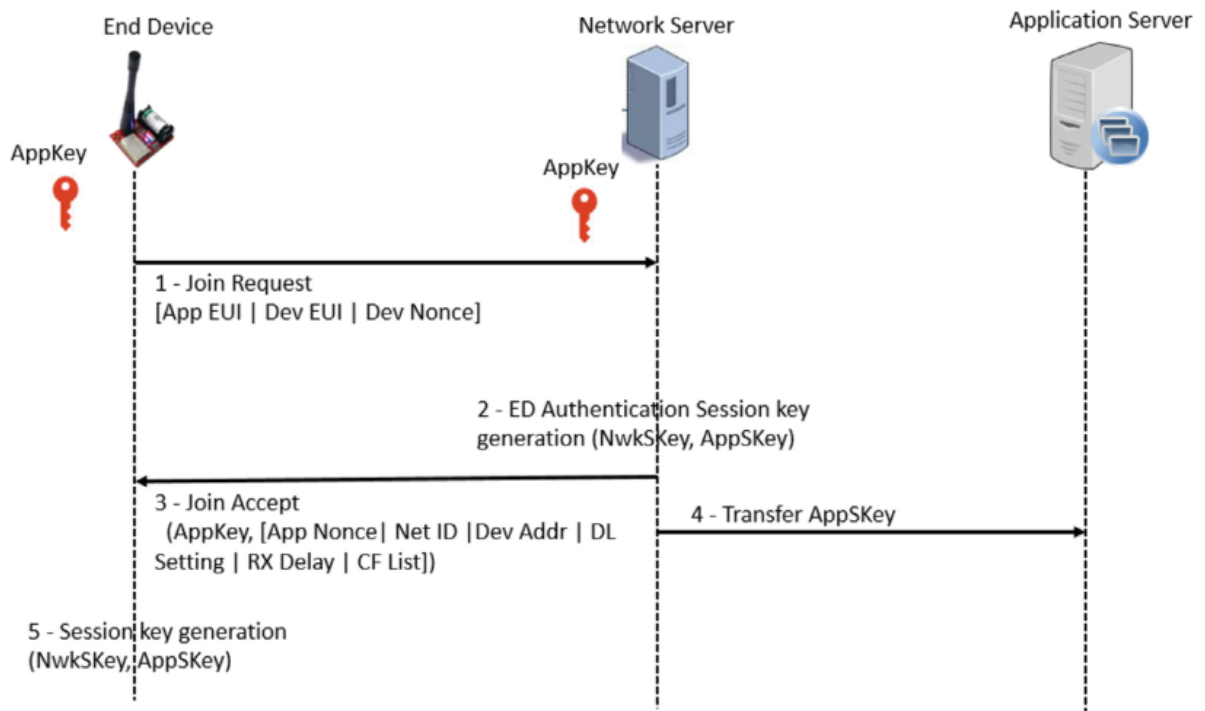 End Device
Network Server
Application Server
AppKey
AppKey
1 - Join Request
[App EUI | Dev EUI | Dev Nonce]
2 - ED Authentication Session key
generation (NwkSKey, AppSKey)
3 - Join Accept
(AppKey, [App Nonce| Net ID |Dev Addr | DL
Setting | RX Delay | CF List])
4 - Transfer AppSKey
5 - Session key generation
(NwkSKey, AppSKey)